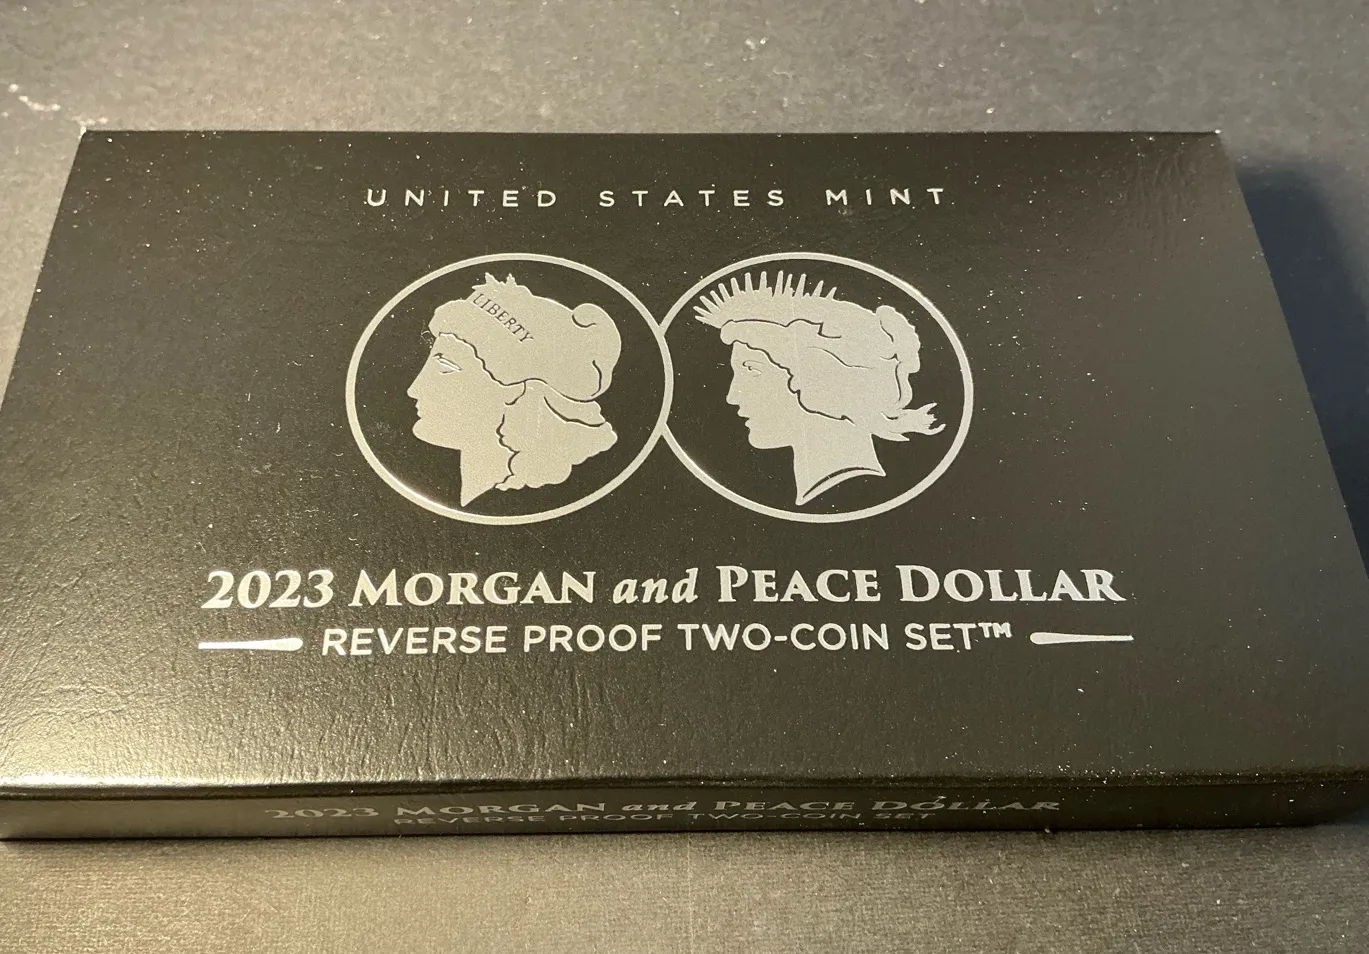 UNITED STATES MINT
LIBERTY
2023 MORGAN and PEACE DOLLAR
REVERSE PROOF TWO-COIN SET™
2023 MORGAN and PEACE DOLLAR
REVERSE PROOF TWO-COIN SET